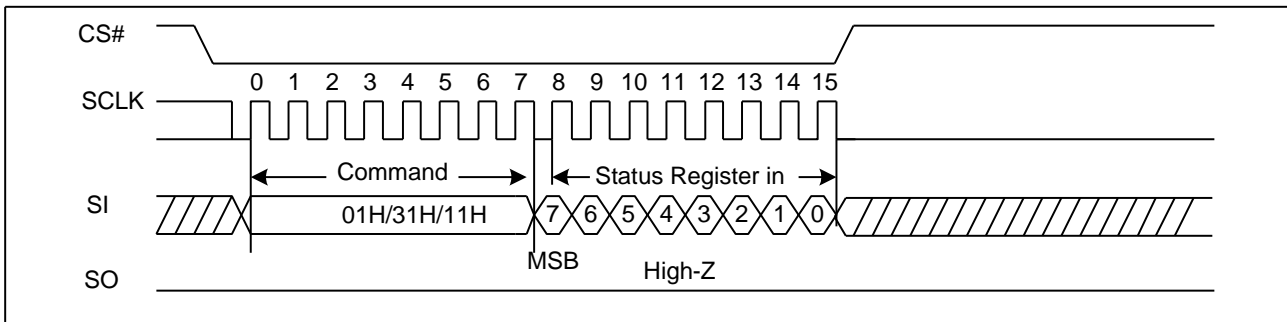 CS#
0 1 2 3 4 5 6 7 8 9 10 11 12 13 14 15
SCLK
Command
Status Register in
SI
01H/31H/11H
7 6 5 4 3 2 1 0
MSB
High-Z
SO